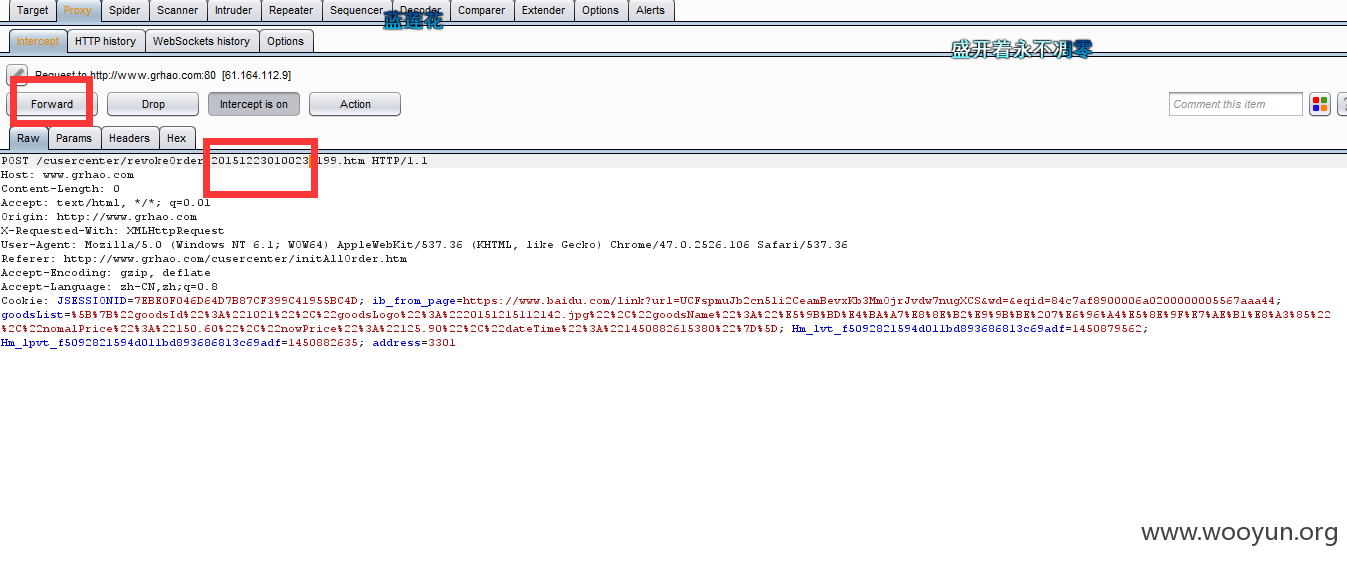 Target Proxy Spider Scanner Intruder Repeater Sequencer Decoder Comparer Extender Options Alerts
蓝莲花
Intercept HTTP history WebSockets history Options
盛开着永不凋零
Request to http://www.grhao.com:80 [61.164.112.9]
Forward Drop Intercept is on Action Comment this item
Raw Params Headers Hex
POST /cusercenter/revokeOrder 20151223010023 199.htm HTTP/1.1
Host: www.grhao.com
Content-Length: 0
Accept: text/html, */*; q=0.01
Origin: http://www.grhao.com
X-Requested-With: XMLHttpRequest
User-Agent: Mozilla/5.0 (Windows NT 6.1; WOW64) AppleWebKit/537.36 (KHTML, like Gecko) Chrome/47.0.2526.106 Safari/537.36
Referer: http://www.grhao.com/cusercenter/initAllOrder.htm
Accept-Encoding: gzip, deflate
Accept-Language: zh-CN,zh;q=0.8
Cookie: JSESSIONID=7EBE0F046D64D7B87CF399C41955BC4D; ib_from_page=https://www.baidu.com/link?url=UCFspmuJb2cn5li2CeamBevxKb3Mm0jrJvdw7nugXCS&wd=&eqid=84c7af8900006a0200000005567aaa44;
goodsList=%5B%7B%22goodsId%22%3A%221021%22%2C%22goodsLogo%22%3A%2220151215112142.jpg%22%2C%22goodsName%22%3A%22%E5%9B%BD%E4%BA%A7%E8%8E%B2%E9%9B%BE%207%E6%96%A4%E5%8E%9F%E7%AE%B1%E8%A3%85%22
%2C%22nomalPrice%22%3A%22150.60%22%2C%22nowPrice%22%3A%22125.90%22%2C%22dateTime%22%3A%221450882615380%22%7D%5D; Hm_lvt_f5092821594d011bd893686813c69adf=1450879562;
Hm_lpvt_f5092821594d011bd893686813c69adf=1450882635; address=3301
www.wooyun.org